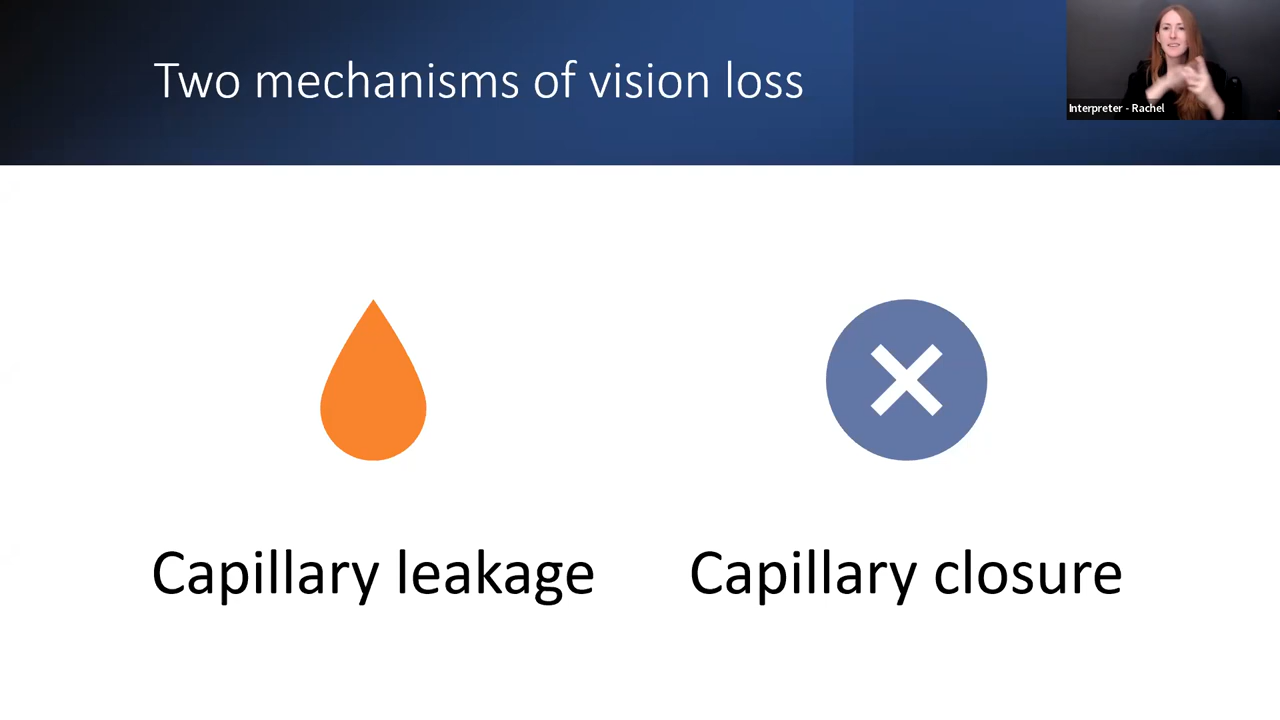 Two mechanisms of vision loss
Interpreter - Rachel
Capillary leakage
Capillary closure